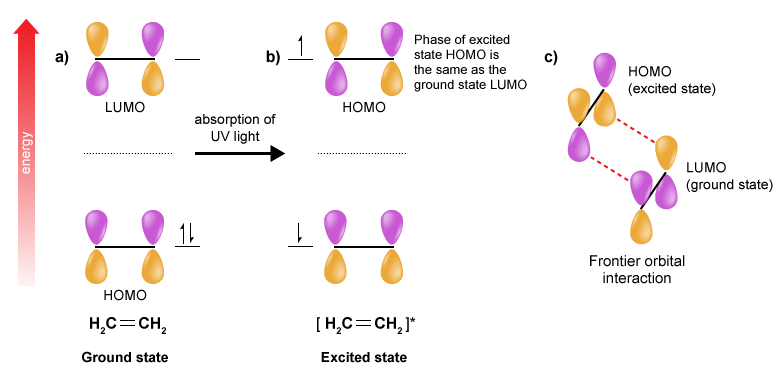 a)
LUMO
energy
HOMO
H2C=CH2
Ground state
absorption of
UV light
b)
HOMO
Phase of excited
state HOMO is
the same as the
ground state LUMO
[ H2C=CH2 ]*
Excited state
c)
HOMO
(excited state)
LUMO
(ground state)
Frontier orbital
interaction